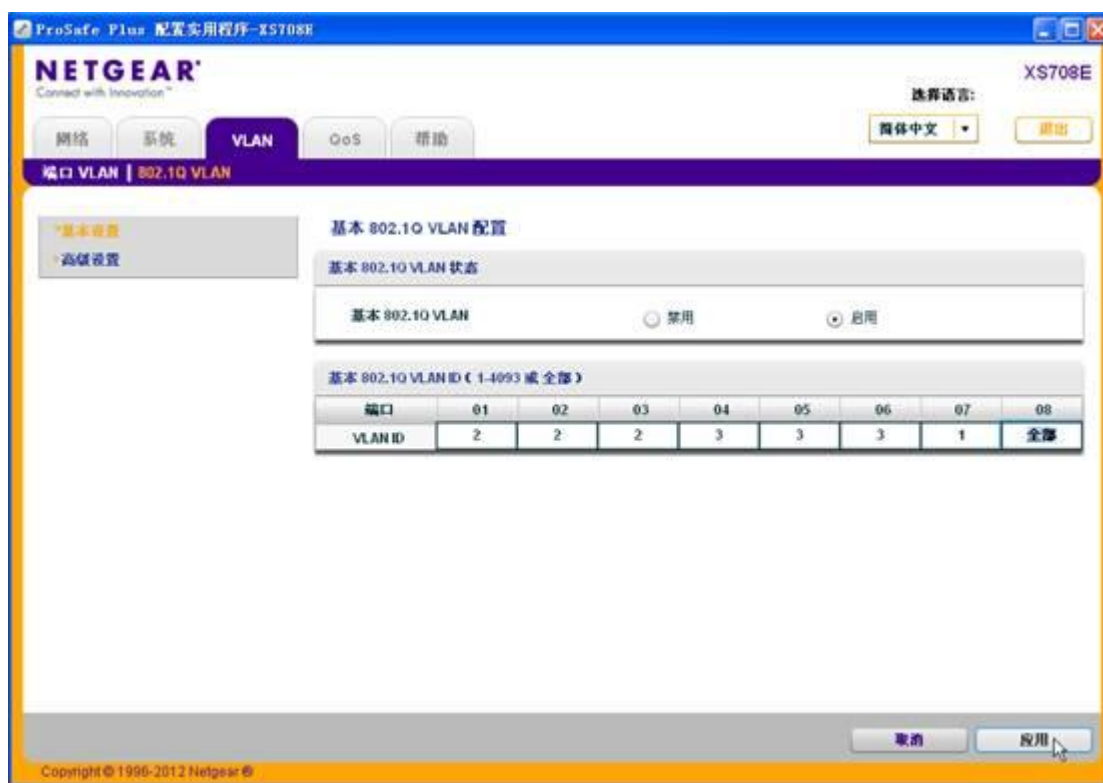 ProSafe Plus 配置实用程序-XS708E
NETGEAR
Connect with Innovation™
XS708E
选择语言:
简体中文
退出
网络 系统 VLAN QoS 帮助
端口 VLAN | 802.1Q VLAN
基本设置
高级设置
基本 802.1Q VLAN 配置
基本 802.1Q VLAN 状态
基本 802.1Q VLAN 禁用 启用
基本 802.1Q VLAN ID ( 1-4093 或 全部 )
端口 01 02 03 04 05 06 07 08
VLAN ID 2 2 2 3 3 3 1 全部
取消 应用
Copyright © 1996-2012 Netgear ®